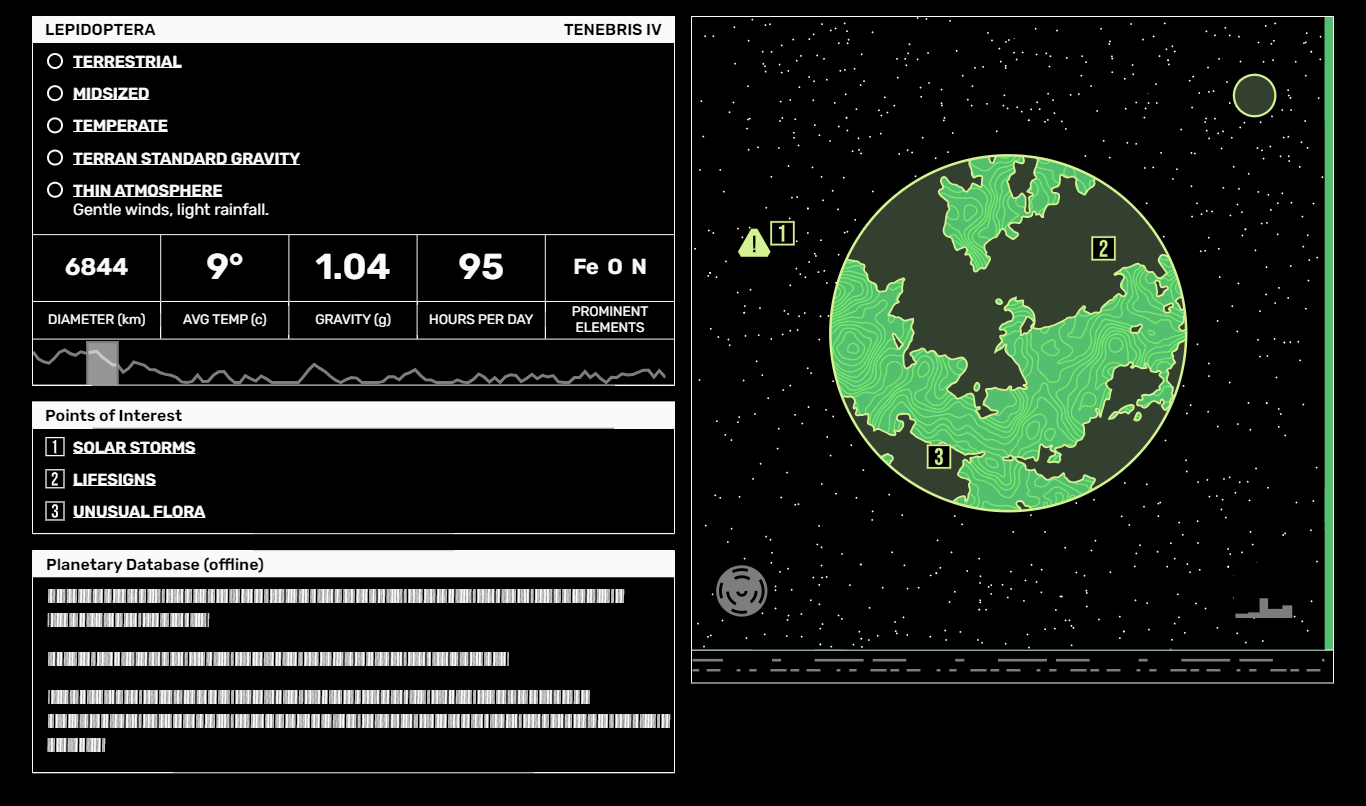 LEPIDOPTERA TENEBRIS IV
TERRESTRIAL
MIDSIZED
TEMPERATE
TERRAN STANDARD GRAVITY
THIN ATMOSPHERE
Gentle winds, light rainfall.
6844 9° 1.04 95 Fe O N
DIAMETER (km) AVG TEMP (c) GRAVITY (g) HOURS PER DAY PROMINENT
ELEMENTS
Points of Interest
1 SOLAR STORMS
2 LIFESIGNS
3 UNUSUAL FLORA
Planetary Database (offline)
! 1
2
3